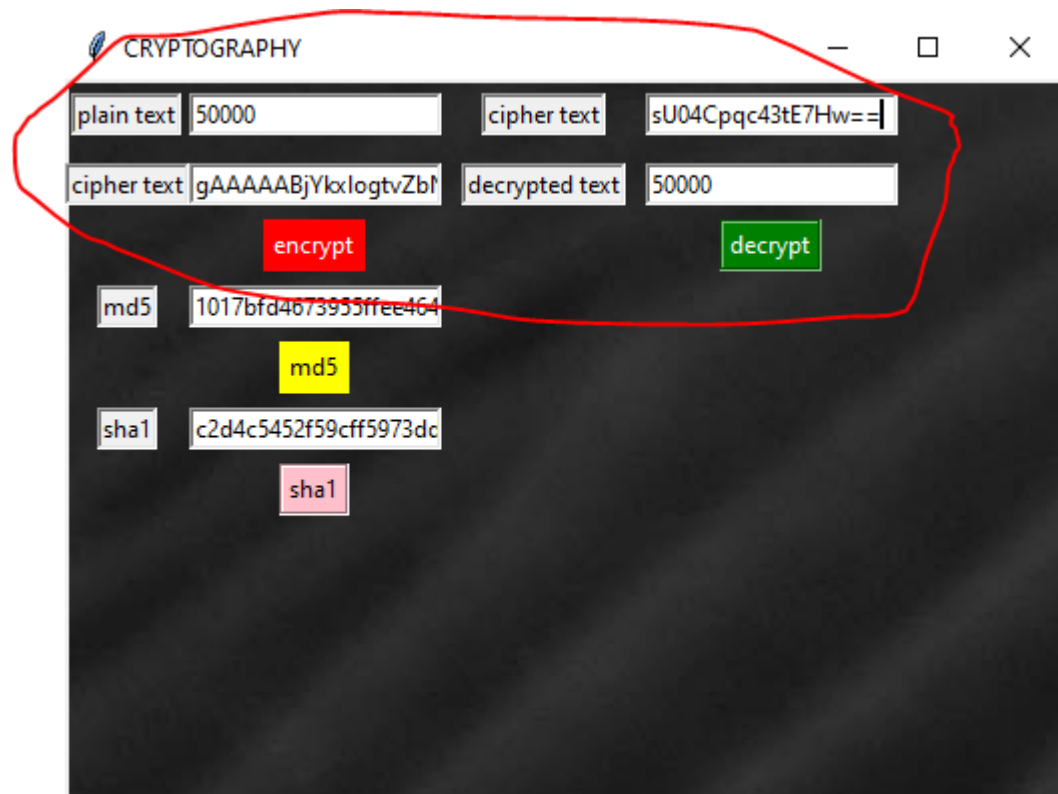 CRYPTOGRAPHY
plain text 50000 cipher text sU04Cpqc43tE7Hw==
cipher text gAAAAABjYkxlogtvZb decrypted text 50000
encrypt decrypt
md5 1017bfd4673955ffee464
md5
sha1 c2d4c5452f59cff5973dc
sha1